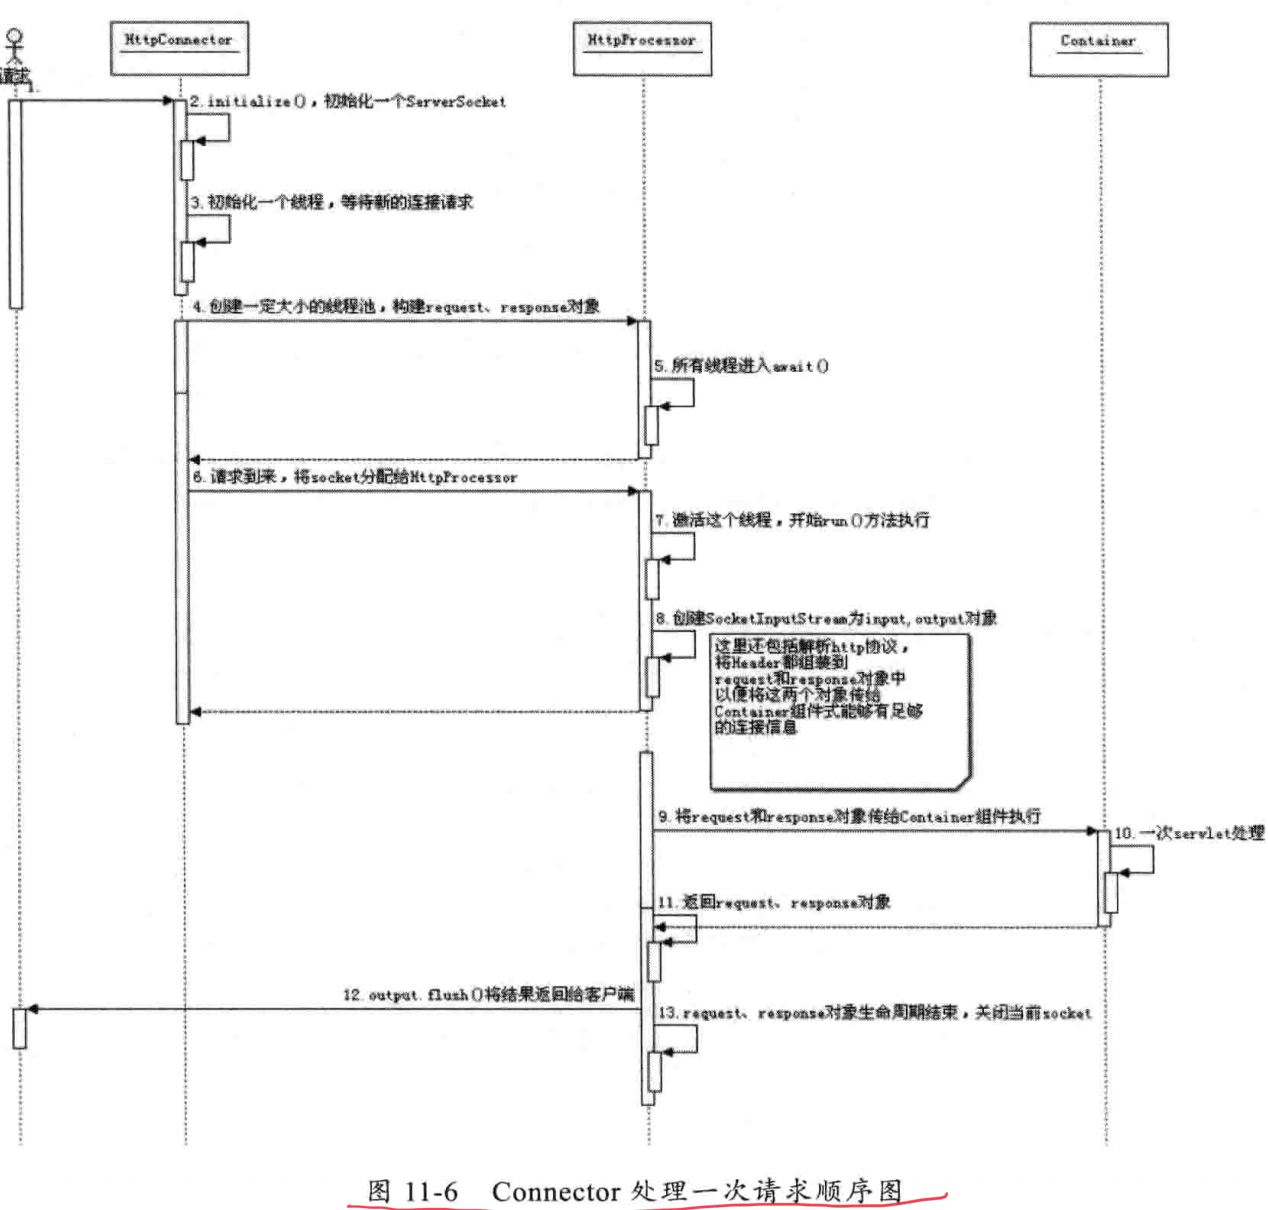 HttpConnector
HttpProcessor
Container
请求
1.
2.initialize()，初始化一个ServerSocket
3.初始化一个线程，等待新的连接请求
4.创建一定大小的线程池，构建request、response对象
5.所有线程进入await()
6.请求到来，将socket分配给HttpProcessor
7.激活这个线程，开始run()方法执行
8.创建SocketInputStream为input,output对象
这里还包括解析http协议，
将Header都组装到
request和response对象中
以便将这两个对象传给
Container组件式能够有足够
的连接信息
9.将request和response对象传给Container组件执行
10.一次servlet处理
11.返回request、response对象
12.output.flush()将结果返回给客户端
13.request、response对象生命周期结束，关闭当前socket
图 11-6 Connector 处理一次请求顺序图